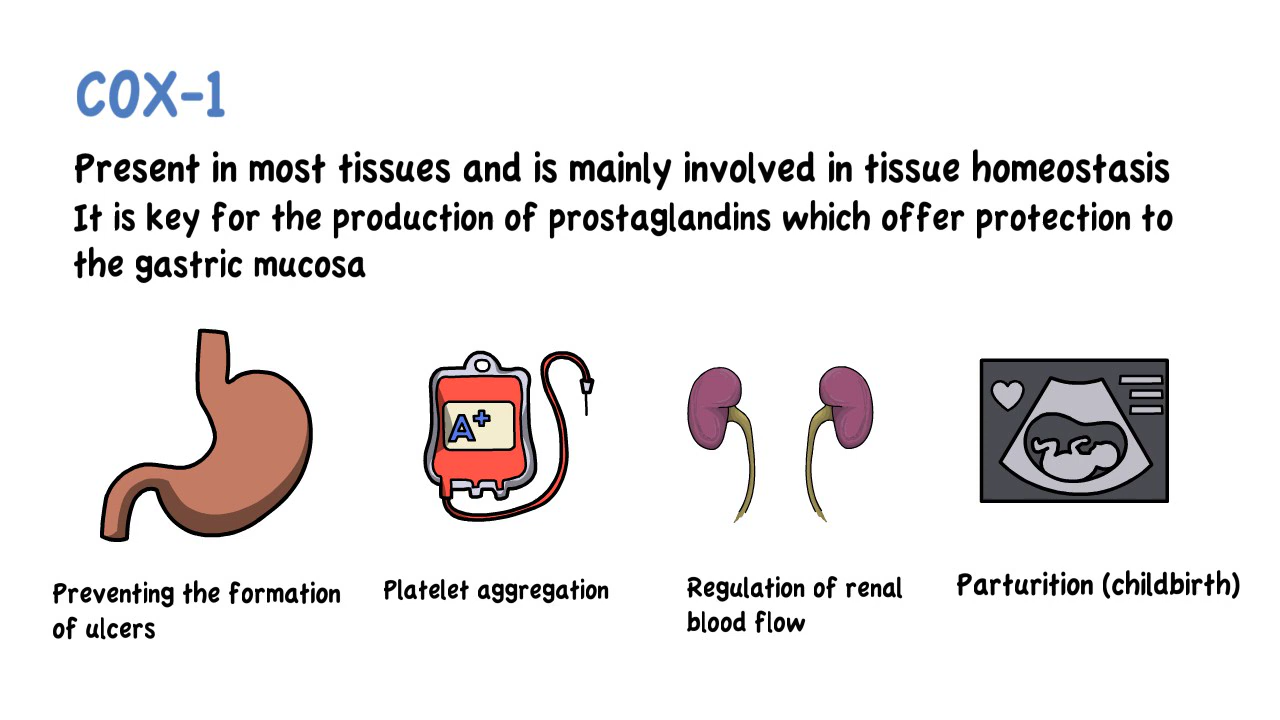 COX-1
Present in most tissues and is mainly involved in tissue homeostasis
It is key for the production of prostaglandins which offer protection to
the gastric mucosa
A+
Preventing the formation
of ulcers
Platelet aggregation
Regulation of renal
blood flow
Parturition (childbirth)